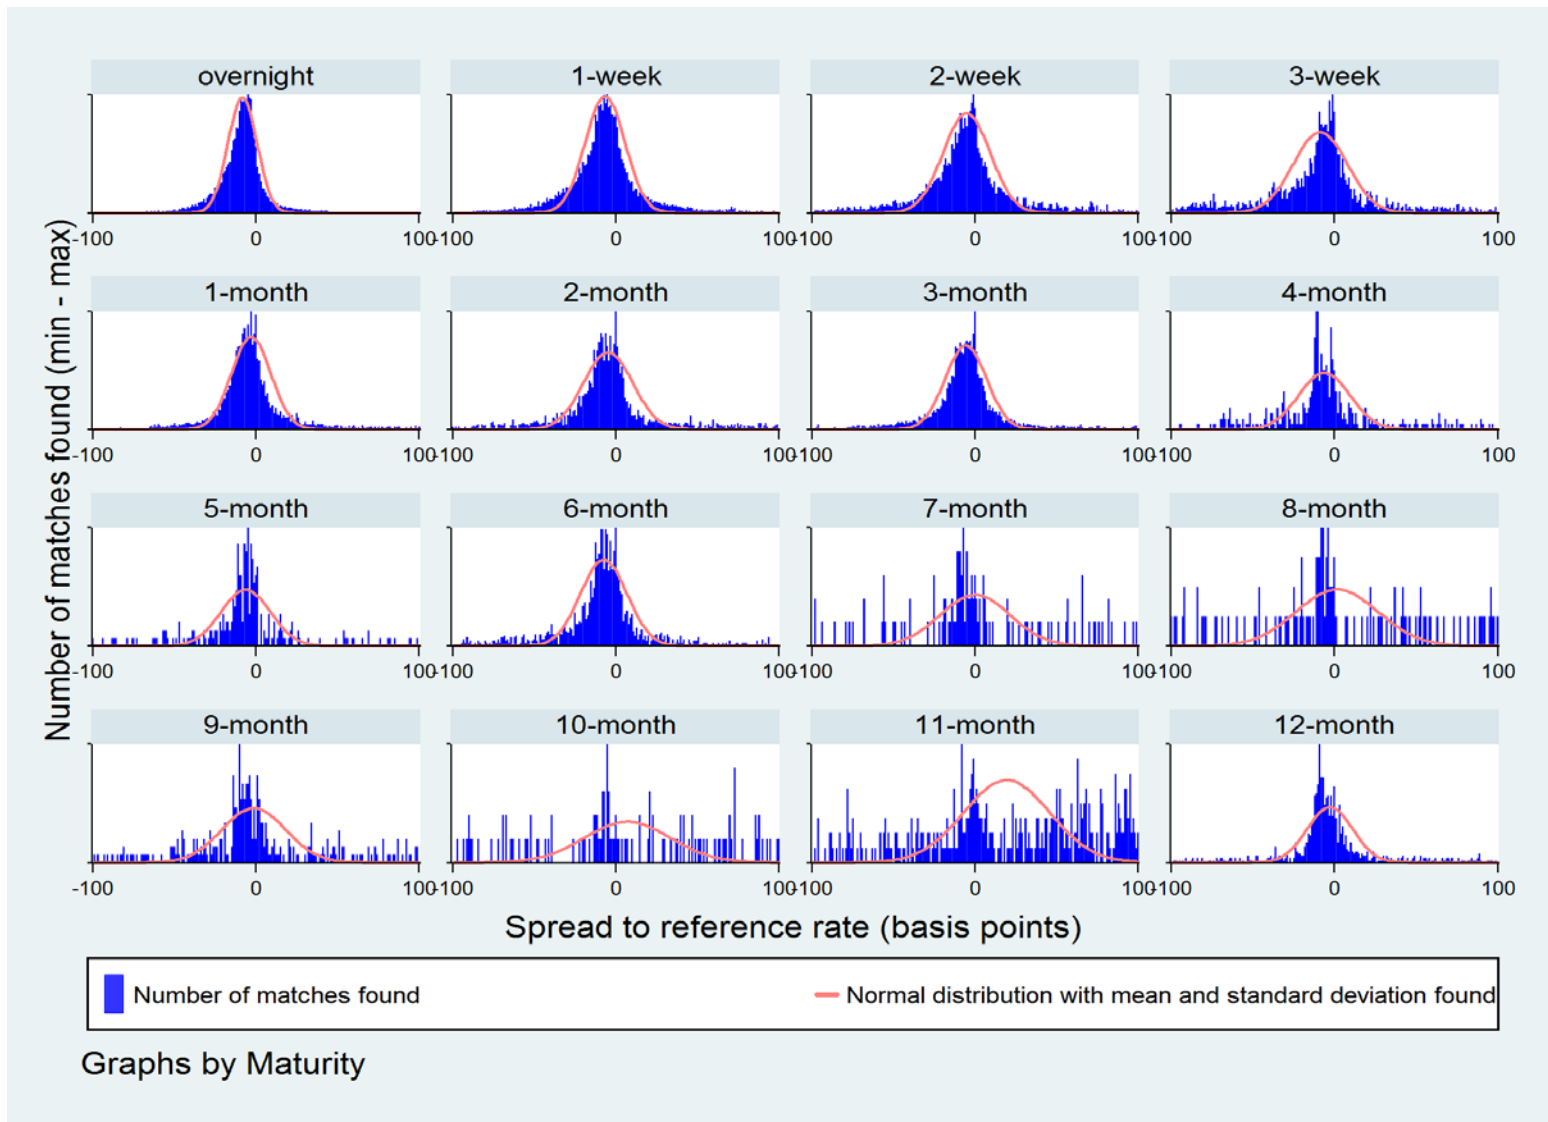 overnight 1-week 2-week 3-week
-100 0 100 -100 0 100 -100 0 100 -100 0 100
1-month 2-month 3-month 4-month
-100 0 100 -100 0 100 -100 0 100 -100 0 100
5-month 6-month 7-month 8-month
-100 0 100 -100 0 100 -100 0 100 -100 0 100
9-month 10-month 11-month 12-month
-100 0 100 -100 0 100 -100 0 100 -100 0 100
Number of matches found (min - max)
Spread to reference rate (basis points)
Number of matches found Normal distribution with mean and standard deviation found
Graphs by Maturity